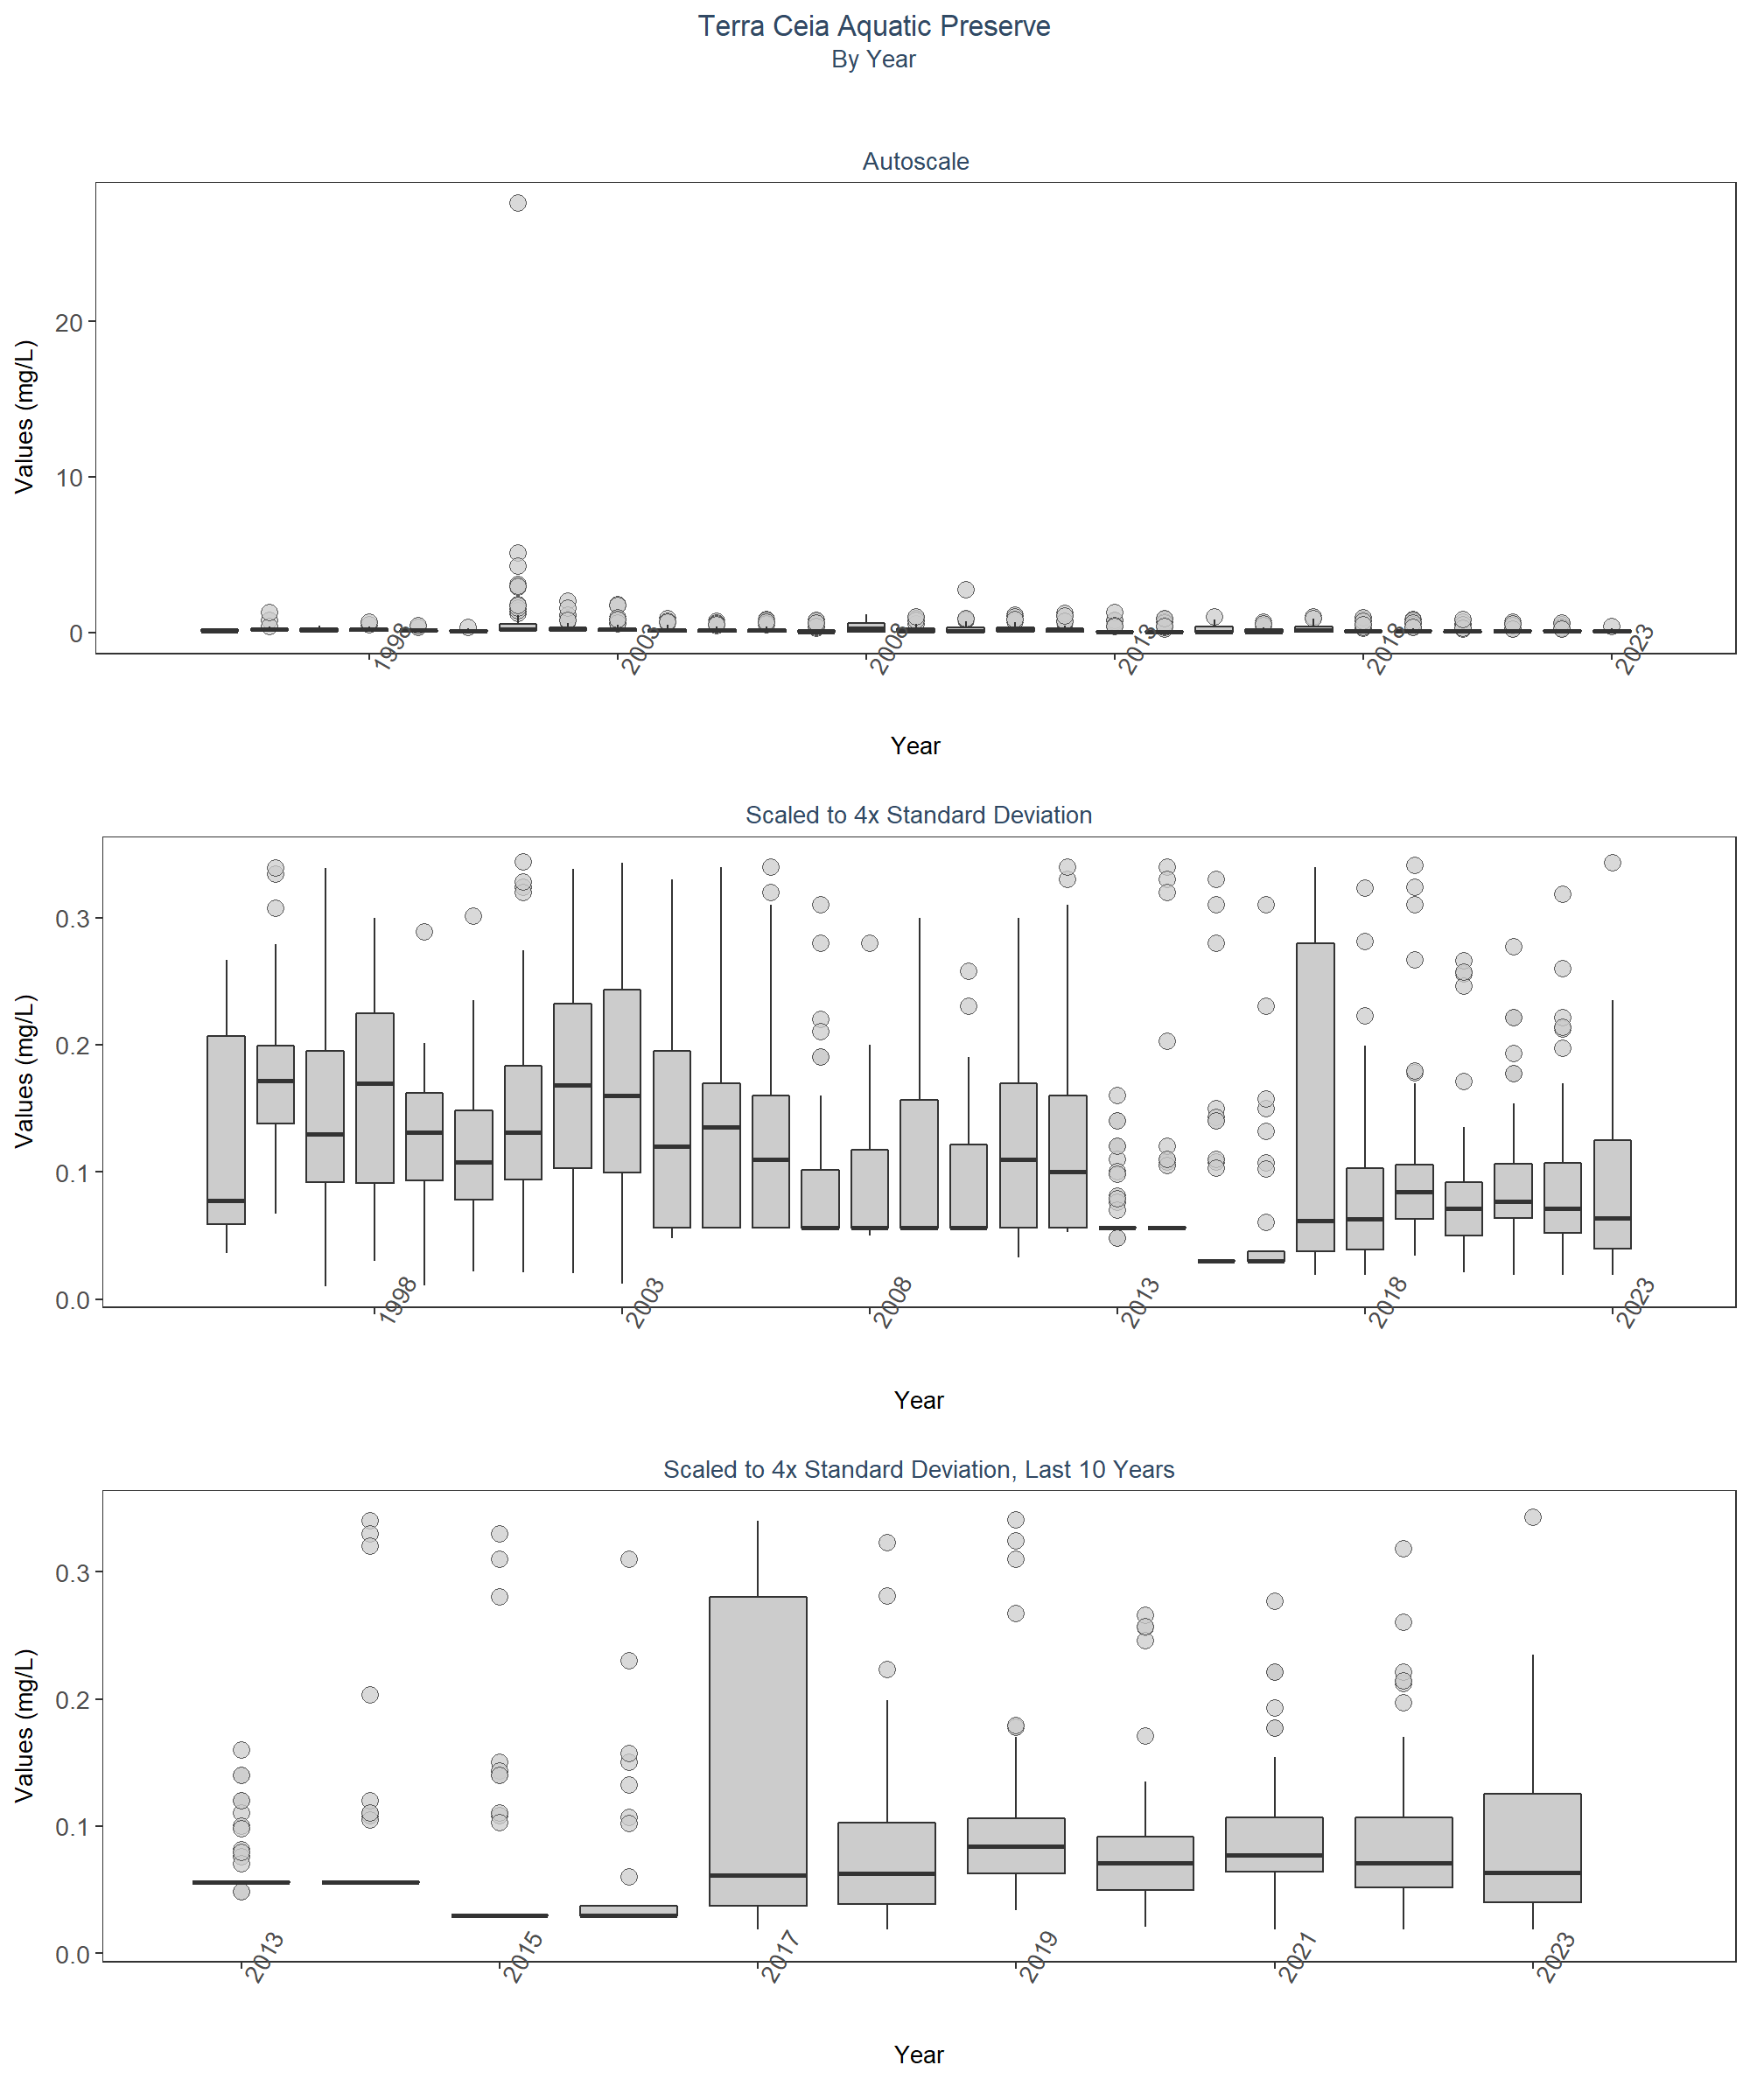 Terra Ceia Aquatic Preserve
By Year
Autoscale
Values (mg/L)
20
10
0
1998 2003 2008 2013 2018 2023
Year
Scaled to 4x Standard Deviation
Values (mg/L)
0.3
0.2
0.1
0.0
1998 2003 2008 2013 2018 2023
Year
Scaled to 4x Standard Deviation, Last 10 Years
Values (mg/L)
0.3
0.2
0.1
0.0
2013 2015 2017 2019 2021 2023
Year